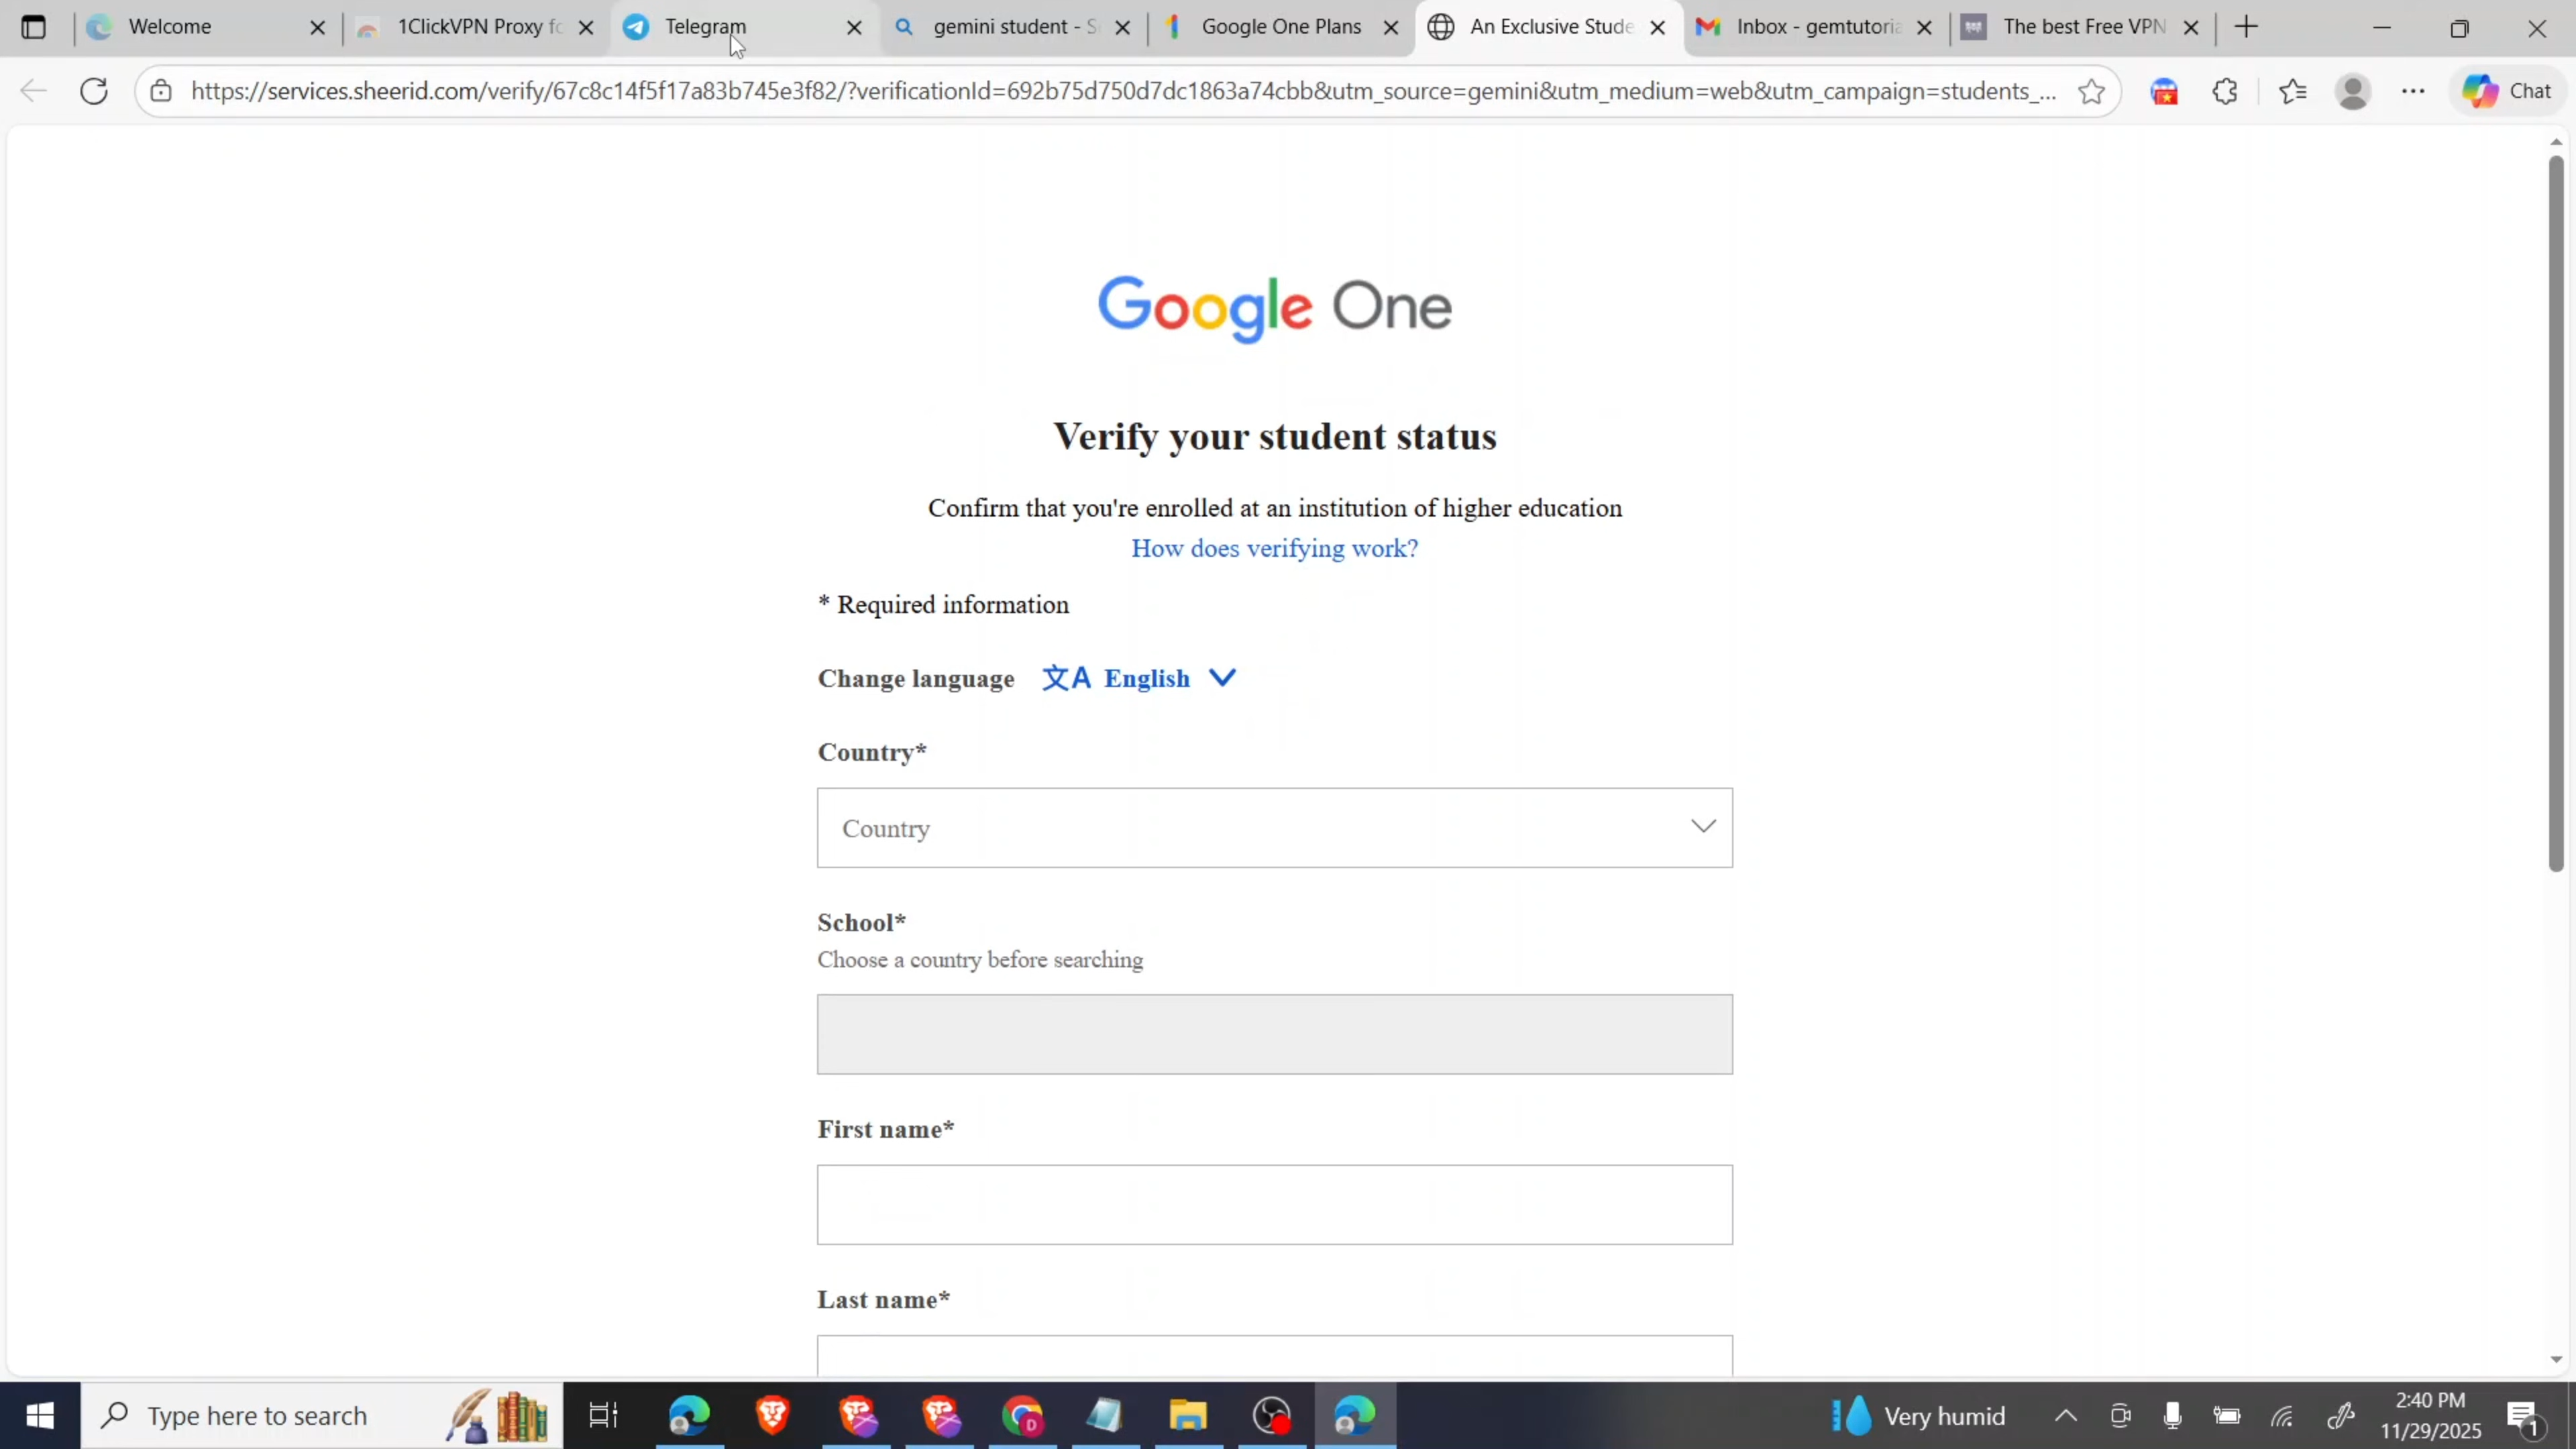 Welcome
1ClickVPN Proxy fo
Telegram
gemini student - S
Google One Plans
An Exclusive Stude
Inbox - gemtutoria
The best Free VPN
https://services.sheerid.com/verify/67c8c14f5f17a83b745e3f82/?verificationId=692b75d750d7dc1863a74cbb&utm_source=gemini&utm_medium=web&utm_campaign=students_...
Chat
Google One
Verify your student status
Confirm that you're enrolled at an institution of higher education
How does verifying work?
* Required information
Change language 文A English
Country*
Country
School*
Choose a country before searching
First name*
Last name*
Type here to search
D
Very humid
2:40 PM
11/29/2025
1